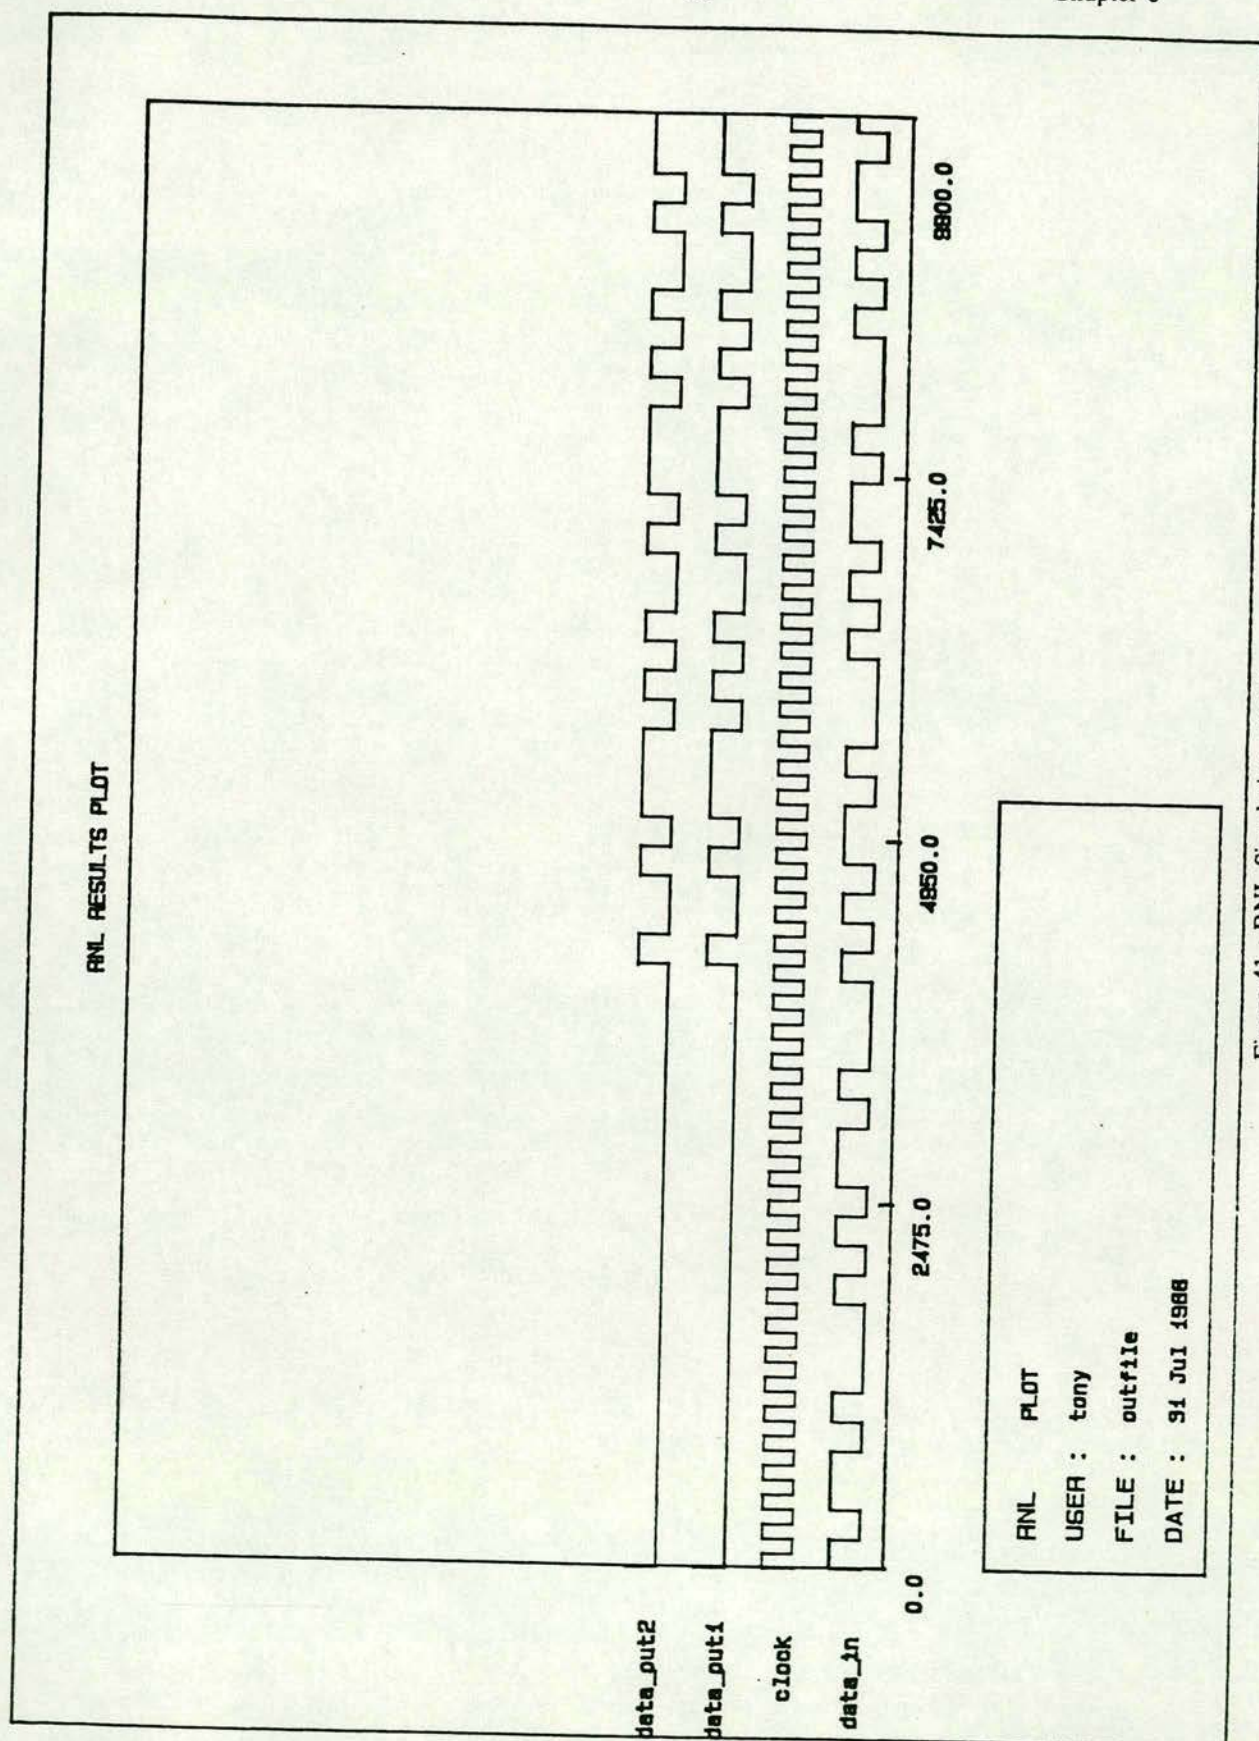 RNL RESULTS PLOT
data_out2
data_out1
clock
data_in
0.0
2475.0
4950.0
7425.0
9900.0
RNL PLOT
USER : tony
FILE : outfile
DATE : 31 Jul 1988